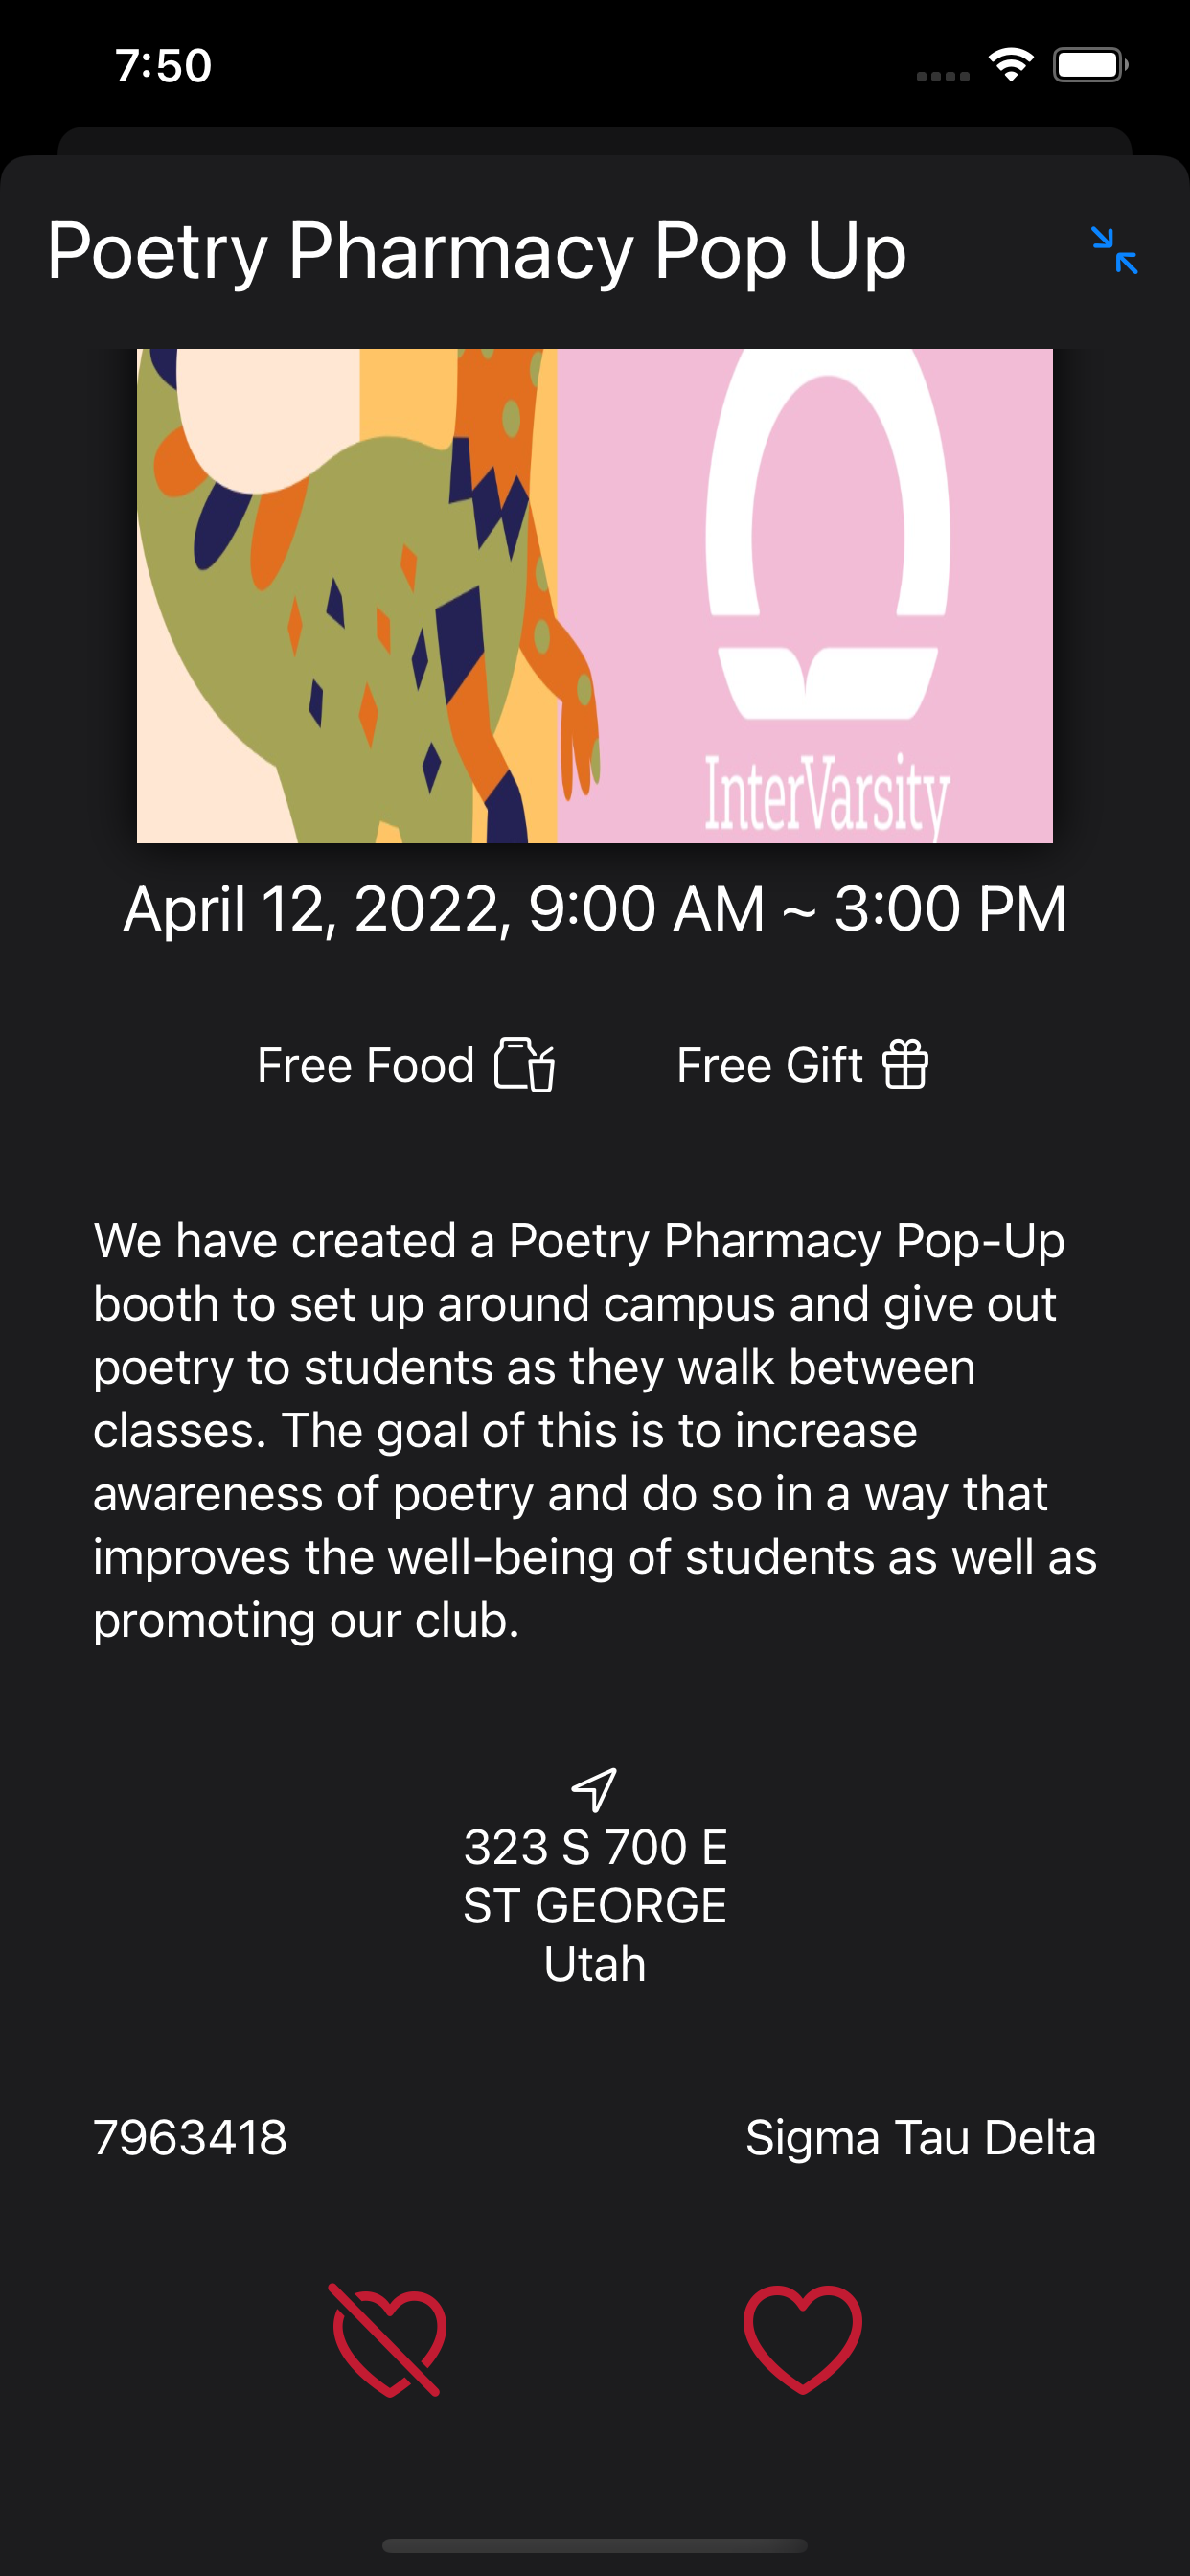 7:50
Poetry Pharmacy Pop Up
InterVarsity
April 12, 2022, 9:00 AM ~ 3:00 PM
Free Food
Free Gift
We have created a Poetry Pharmacy Pop-Up
booth to set up around campus and give out
poetry to students as they walk between
classes. The goal of this is to increase
awareness of poetry and do so in a way that
improves the well-being of students as well as
promoting our club.
323 S 700 E
ST GEORGE
Utah
7963418
Sigma Tau Delta